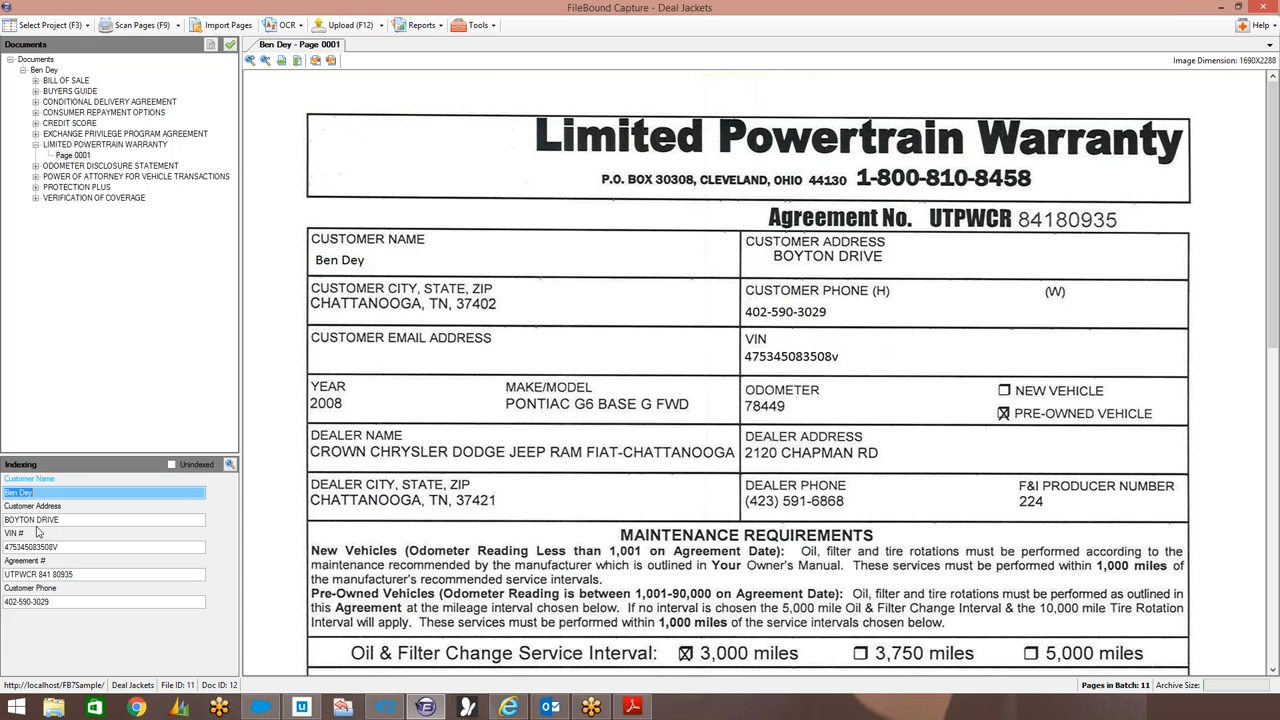 FileBound Capture - Deal Jackets
Select Project (F3) Scan Pages (F9) Import Pages OCR Upload (F12) Reports Tools Help
Documents
Ben Dey - Page 0001
Image Dimension: 1690X2288
Documents
Ben Dey
BILL OF SALE
BUYERS GUIDE
CONDITIONAL DELIVERY AGREEMENT
CONSUMER REPAYMENT OPTIONS
CREDIT SCORE
EXCHANGE PRIVILEGE PROGRAM AGREEMENT
LIMITED POWERTRAIN WARRANTY
Page 0001
ODOMETER DISCLOSURE STATEMENT
POWER OF ATTORNEY FOR VEHICLE TRANSACTIONS
PROTECTION PLUS
VERIFICATION OF COVERAGE
Indexing
Unindexed
Customer Name
Ben Dey
Customer Address
BOYTON DRIVE
VIN #
475345083508V
Agreement #
UTPWCR 841 80935
Customer Phone
402-590-3029
Limited Powertrain Warranty
P.O. BOX 30308, CLEVELAND, OHIO 44130 1-800-810-8458
Agreement No. UTPWCR 84180935
CUSTOMER NAME
Ben Dey
CUSTOMER ADDRESS
BOYTON DRIVE
CUSTOMER CITY, STATE, ZIP
CHATTANOOGA, TN, 37402
CUSTOMER PHONE (H) (W)
402-590-3029
CUSTOMER EMAIL ADDRESS
VIN
475345083508v
YEAR
2008
MAKE/MODEL
PONTIAC G6 BASE G FWD
ODOMETER
78449
NEW VEHICLE
PRE-OWNED VEHICLE
DEALER NAME
CROWN CHRYSLER DODGE JEEP RAM FIAT-CHATTANOOGA
DEALER ADDRESS
2120 CHAPMAN RD
DEALER CITY, STATE, ZIP
CHATTANOOGA, TN, 37421
DEALER PHONE
(423) 591-6868
F&I PRODUCER NUMBER
224
MAINTENANCE REQUIREMENTS
New Vehicles (Odometer Reading Less than 1,001 on Agreement Date): Oil, filter and tire rotations must be performed according to the
maintenance recommended by the manufacturer which is outlined in Your Owner's Manual. These services must be performed within 1,000 miles of
the manufacturer's recommended service intervals.
Pre-Owned Vehicles (Odometer Reading is between 1,001-90,000 on Agreement Date): Oil, filter and tire rotations must be performed as outlined in
this Agreement at the mileage interval chosen below. If no interval is chosen the 5,000 mile Oil & Filter Change Interval & the 10,000 mile Tire Rotation
Interval will apply. These services must be performed within 1,000 miles of the service intervals chosen below.
Oil & Filter Change Service Interval: 3,000 miles 3,750 miles 5,000 miles
http://localhost/FB7Sample/ Deal Jackets File ID: 11 Doc ID: 12
Pages in Batch: 11 Archive Size: